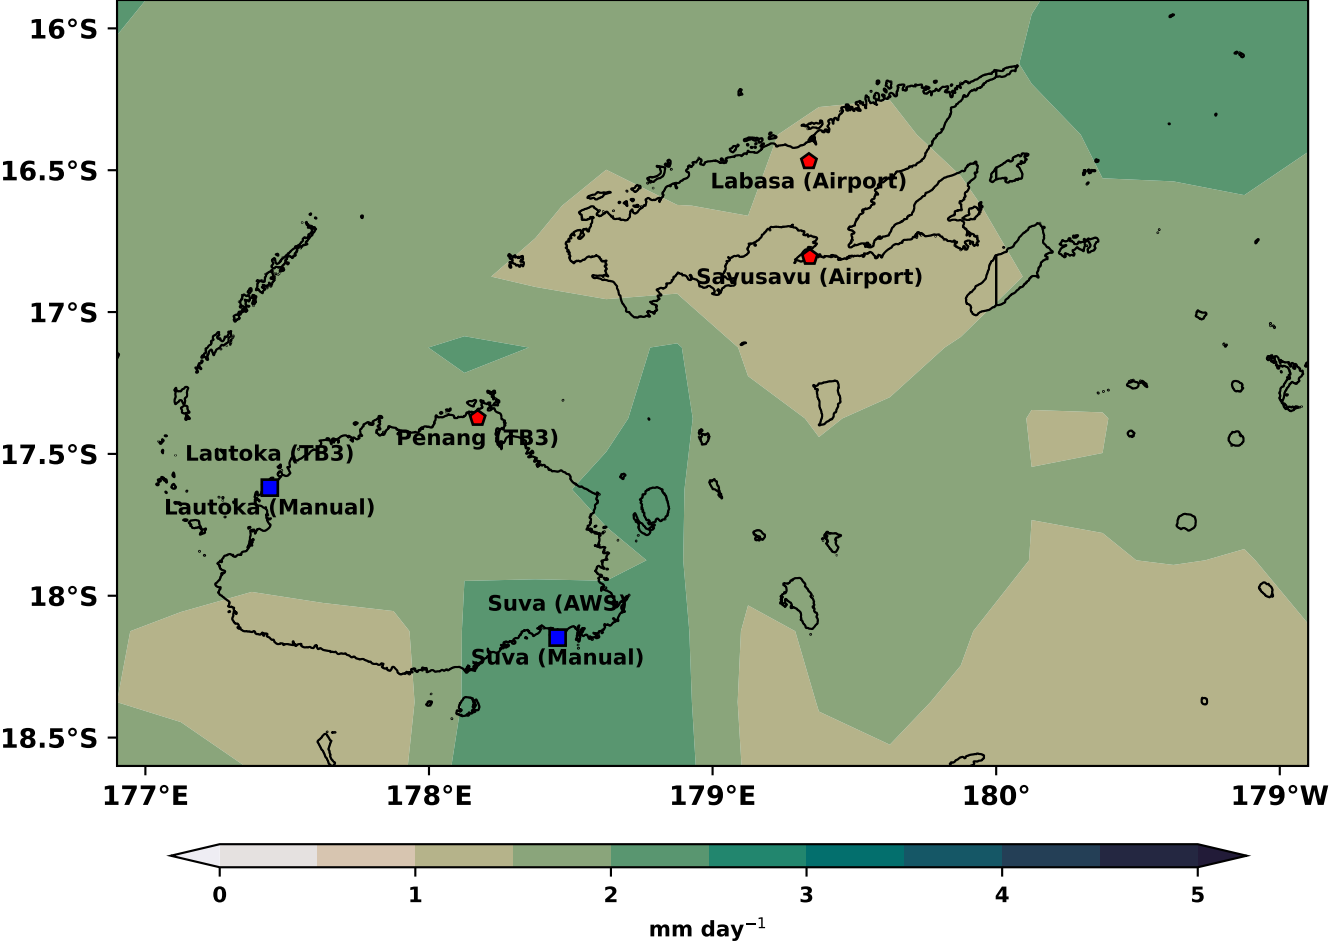 16°S
16.5°S
17°S
17.5°S
18°S
18.5°S
Labasa (Airport)
Savusavu (Airport)
Penang (TB3)
Lautoka (TB3)
Lautoka (Manual)
Suva (AWS)
Suva (Manual)
177°E 178°E 179°E 180° 179°W
0 1 2 3 4 5
mm day⁻¹